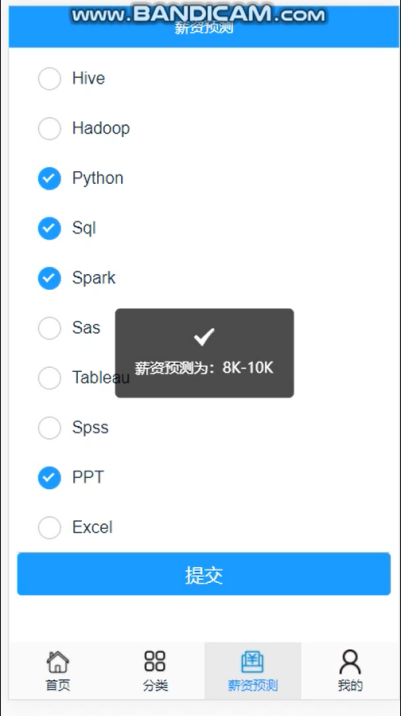 www.BANDICAM.com
薪资预测
Hive
Hadoop
Python
Sql
Spark
Sas
Tableau
Spss
PPT
Excel
薪资预测为：8K-10K
提交
首页
分类
薪资预测
我的